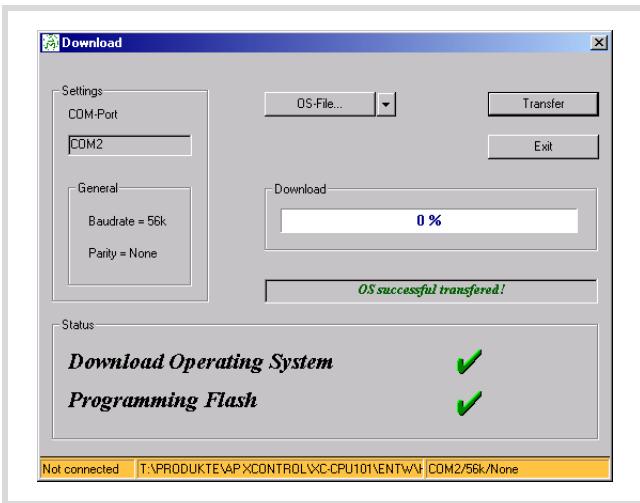 Download
Settings
COM-Port
COM2
General
Baudrate = 56k
Parity = None
OS-File...
Transfer
Exit
Download
0 %
OS successful transfered!
Status
Download Operating System
Programming Flash
Not connected T:\PRODUKTE\AP XCONTROL\XC-CPU101\ENTW\ COM2/56k/None